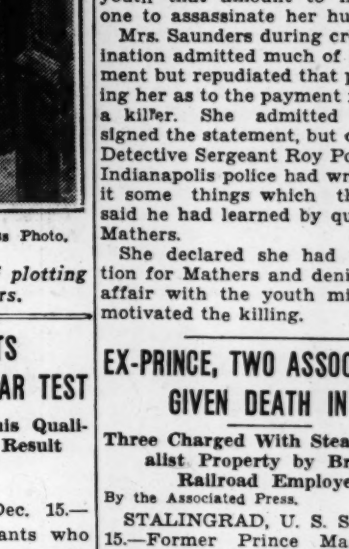 one to assassinate her hu
Mrs. Saunders during cr
ination admitted much of
ment but repudiated that p
ing her as to the payment
a killer. She admitted
signed the statement, but
Detective Sergeant Roy Po
Indianapolis police had wr
it some things which th
said he had learned by qu
Mathers.
She declared she had
tion for Mathers and deni
affair with the youth mi
motivated the killing.
EX-PRINCE, TWO ASSOC
GIVEN DEATH IN
Three Charged With Stea
alist Property by Br
Railroad Employe
By the Associated Press.
STALINGRAD, U. S. S
15.—Former Prince Ma
s Photo.
plotting
rs.
TS
AR TEST
his Quali-
Result
Dec. 15.—
ants who